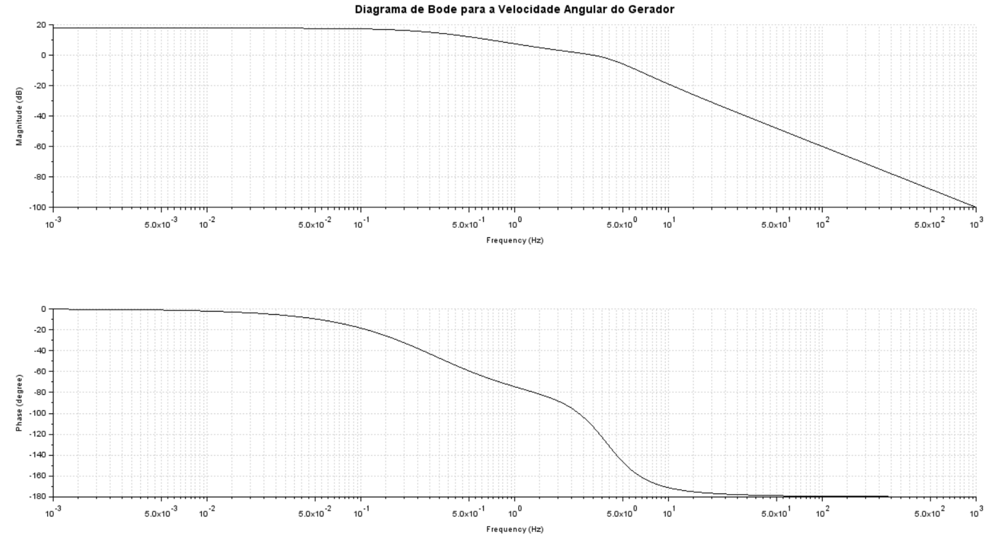 Diagrama de Bode para a Velocidade Angular do Gerador
20
0
-20
-40
-60
-80
-100
Magnitude (dB)
10^-3 5.0x10^-3 10^-2 5.0x10^-2 10^-1 5.0x10^-1 10^0 5.0x10^0 10^1 5.0x10^1 10^2 5.0x10^2 10^3
Frequency (Hz)
0
-20
-40
-60
-80
-100
-120
-140
-160
-180
Phase (degree)
10^-3 5.0x10^-3 10^-2 5.0x10^-2 10^-1 5.0x10^-1 10^0 5.0x10^0 10^1 5.0x10^1 10^2 5.0x10^2 10^3
Frequency (Hz)